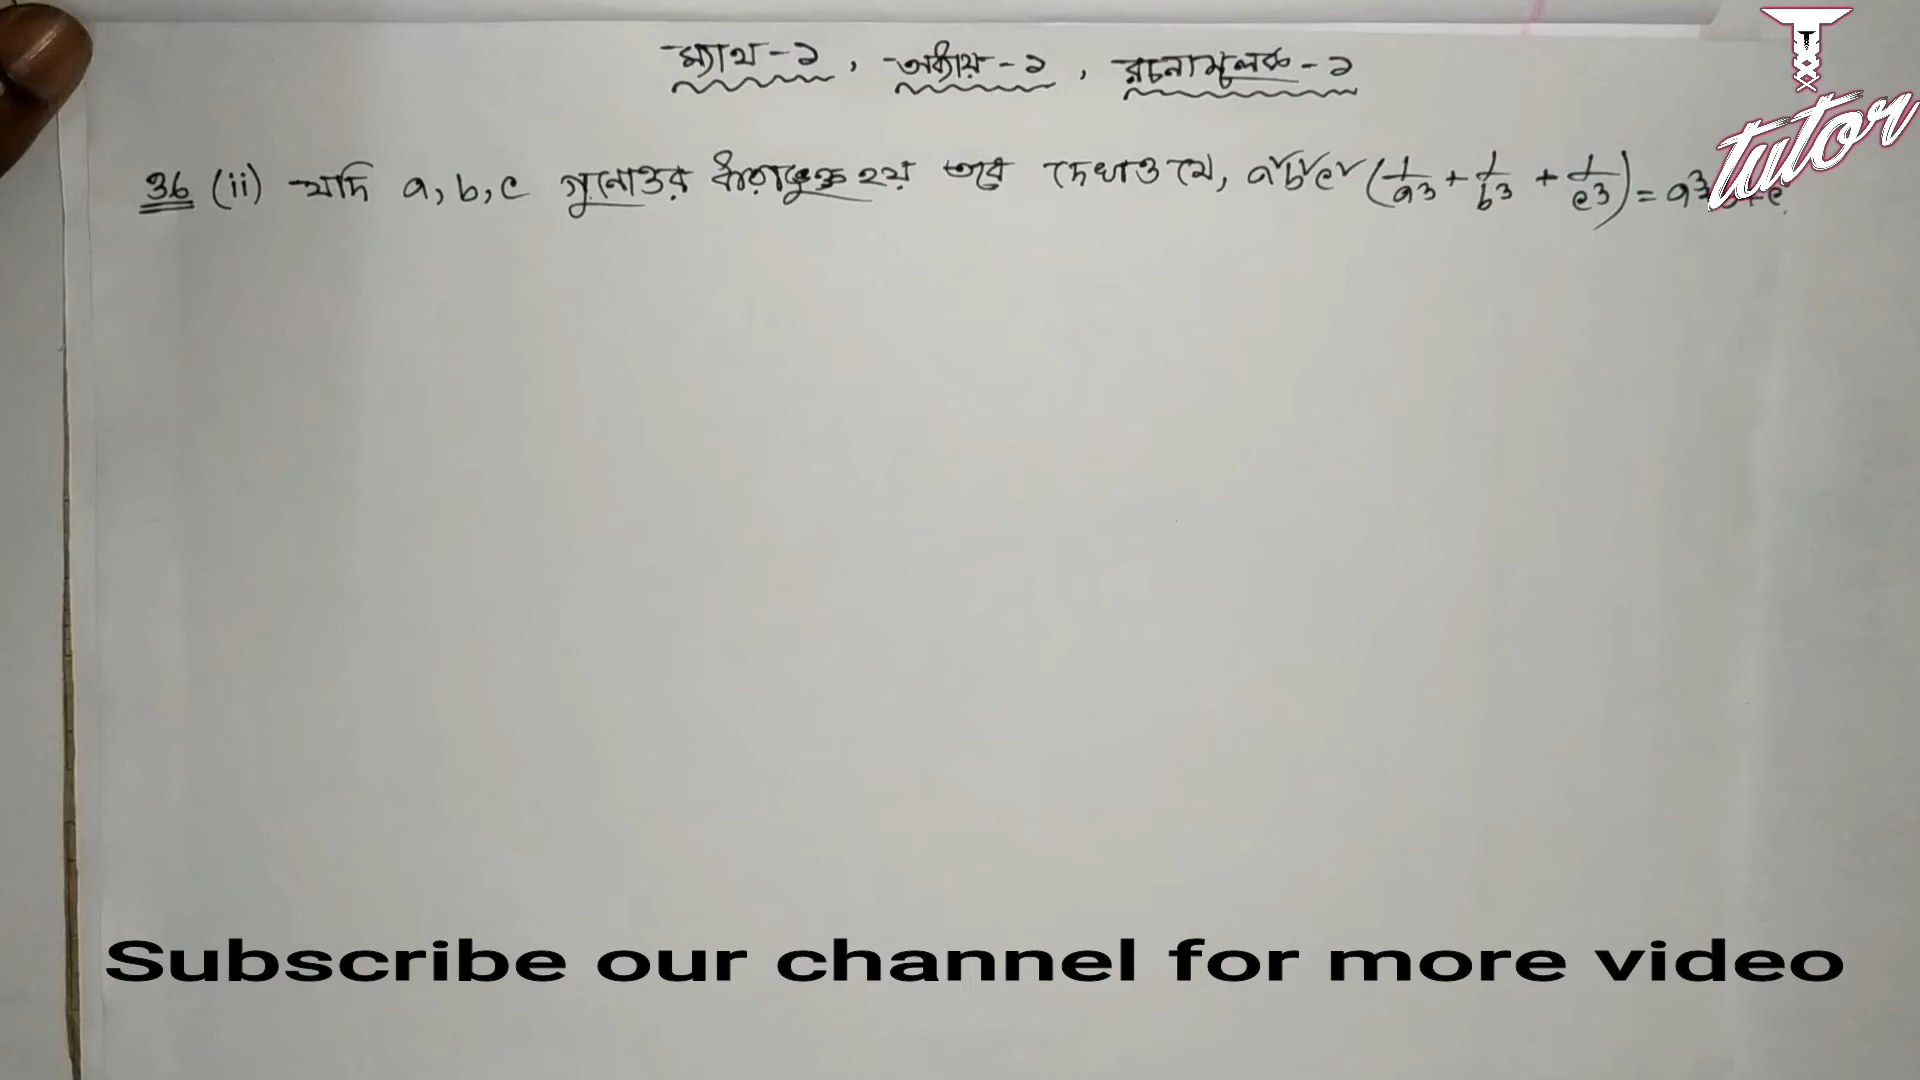 ম্যাথ-১, অধ্যায়-১, রচনামূলক-১
T
tutor
36 (ii) যদি a, b, c গুনোত্তর ধারাভুক্ত হয় তবে দেখাও যে, a²b²c² (1/a³ + 1/b³ + 1/c³) = a³
Subscribe our channel for more video